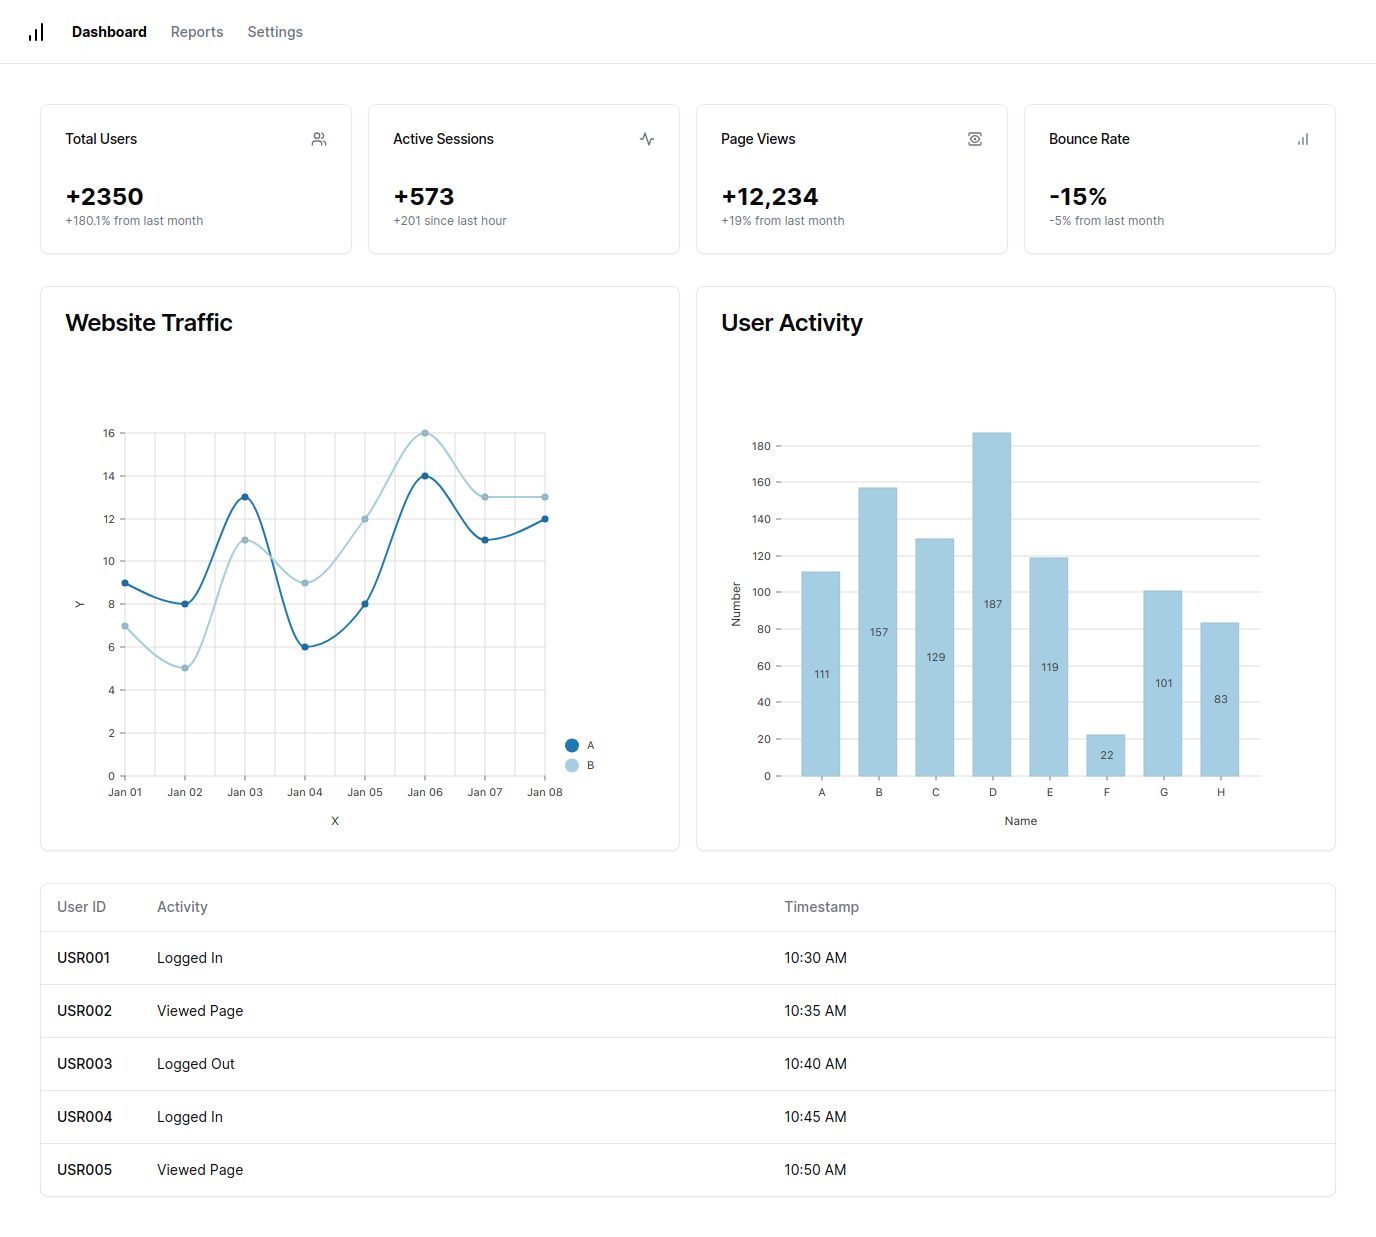 Dashboard Reports Settings
Total Users
+2350
+180.1% from last month
Active Sessions
+573
+201 since last hour
Page Views
+12,234
+19% from last month
Bounce Rate
-15%
-5% from last month
Website Traffic
16
14
12
10
8
6
4
2
0
Y
Jan 01 Jan 02 Jan 03 Jan 04 Jan 05 Jan 06 Jan 07 Jan 08
X
A
B
User Activity
180
160
140
120
100
80
60
40
20
0
Number
111 157 129 187 119 22 101 83
A B C D E F G H
Name
User ID Activity Timestamp
USR001 Logged In 10:30 AM
USR002 Viewed Page 10:35 AM
USR003 Logged Out 10:40 AM
USR004 Logged In 10:45 AM
USR005 Viewed Page 10:50 AM